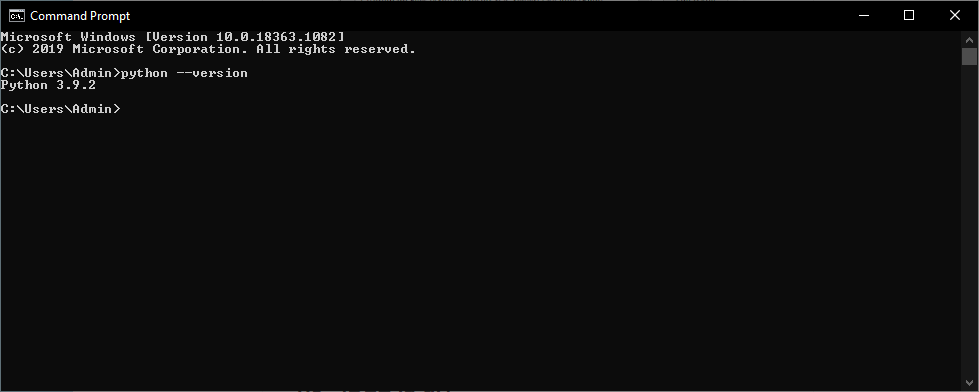 Command Prompt
Microsoft Windows [Version 10.0.18363.1082]
(c) 2019 Microsoft Corporation. All rights reserved.
C:\Users\Admin>python --version
Python 3.9.2
C:\Users\Admin>